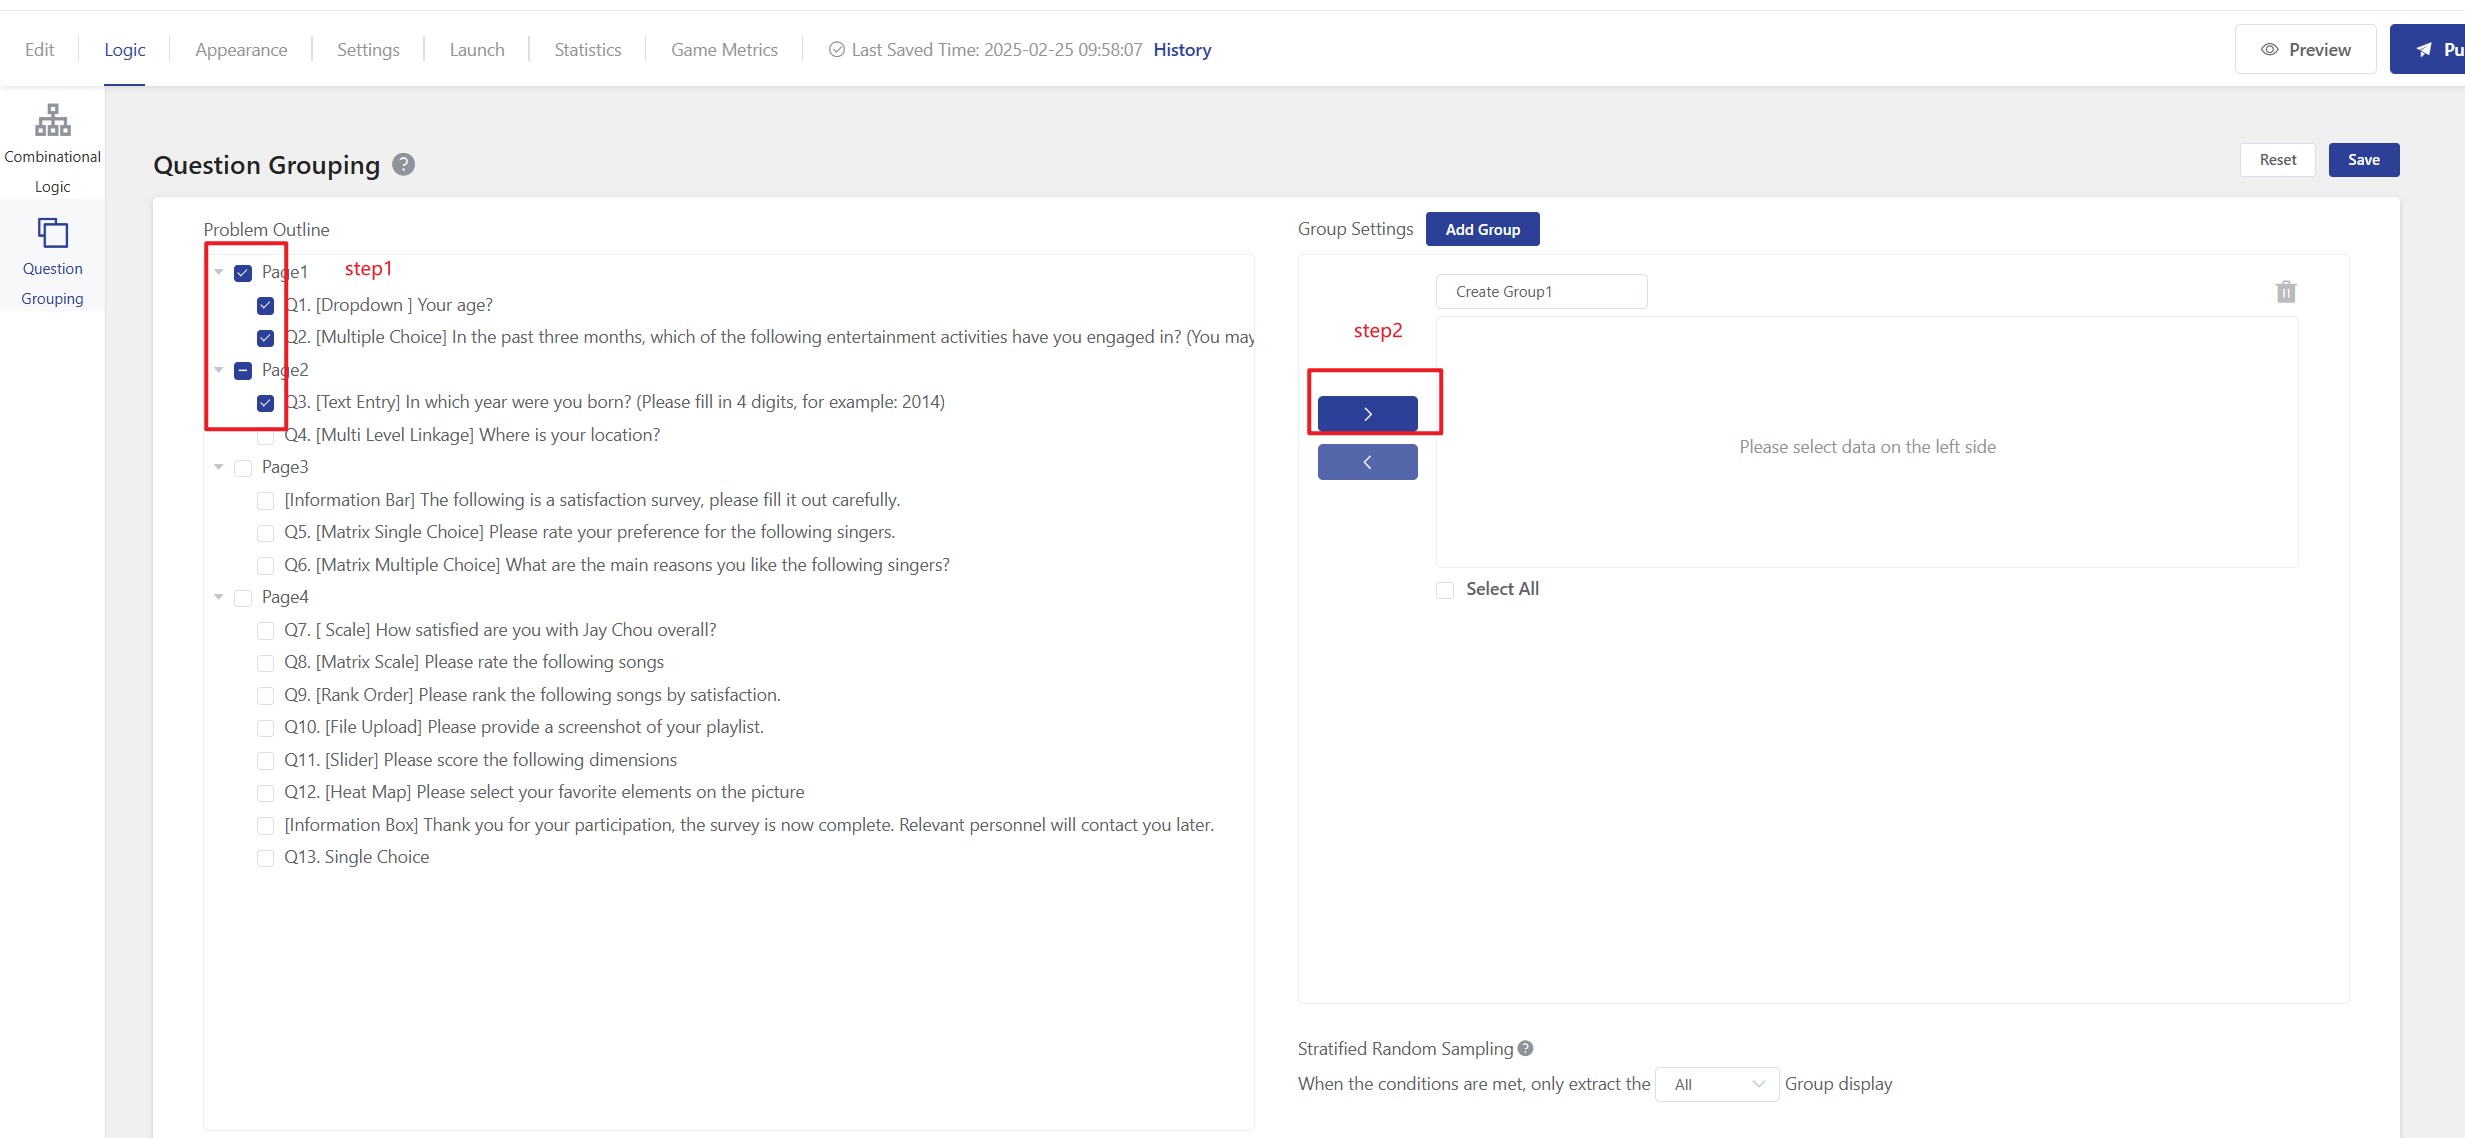 Edit Logic Appearance Settings Launch Statistics Game Metrics Last Saved Time: 2025-02-25 09:58:07 History Preview Pu
Combinational
Logic
Question
Grouping
Question Grouping ?
Reset Save
Problem Outline
Page1 step1
Q1. [Dropdown ] Your age?
Q2. [Multiple Choice] In the past three months, which of the following entertainment activities have you engaged in? (You may
Page2
Q3. [Text Entry] In which year were you born? (Please fill in 4 digits, for example: 2014)
Q4. [Multi Level Linkage] Where is your location?
Page3
[Information Bar] The following is a satisfaction survey, please fill it out carefully.
Q5. [Matrix Single Choice] Please rate your preference for the following singers.
Q6. [Matrix Multiple Choice] What are the main reasons you like the following singers?
Page4
Q7. [ Scale] How satisfied are you with Jay Chou overall?
Q8. [Matrix Scale] Please rate the following songs
Q9. [Rank Order] Please rank the following songs by satisfaction.
Q10. [File Upload] Please provide a screenshot of your playlist.
Q11. [Slider] Please score the following dimensions
Q12. [Heat Map] Please select your favorite elements on the picture
[Information Box] Thank you for your participation, the survey is now complete. Relevant personnel will contact you later.
Q13. Single Choice
Group Settings Add Group
Create Group1
step2
Please select data on the left side
Select All
Stratified Random Sampling ?
When the conditions are met, only extract the All Group display